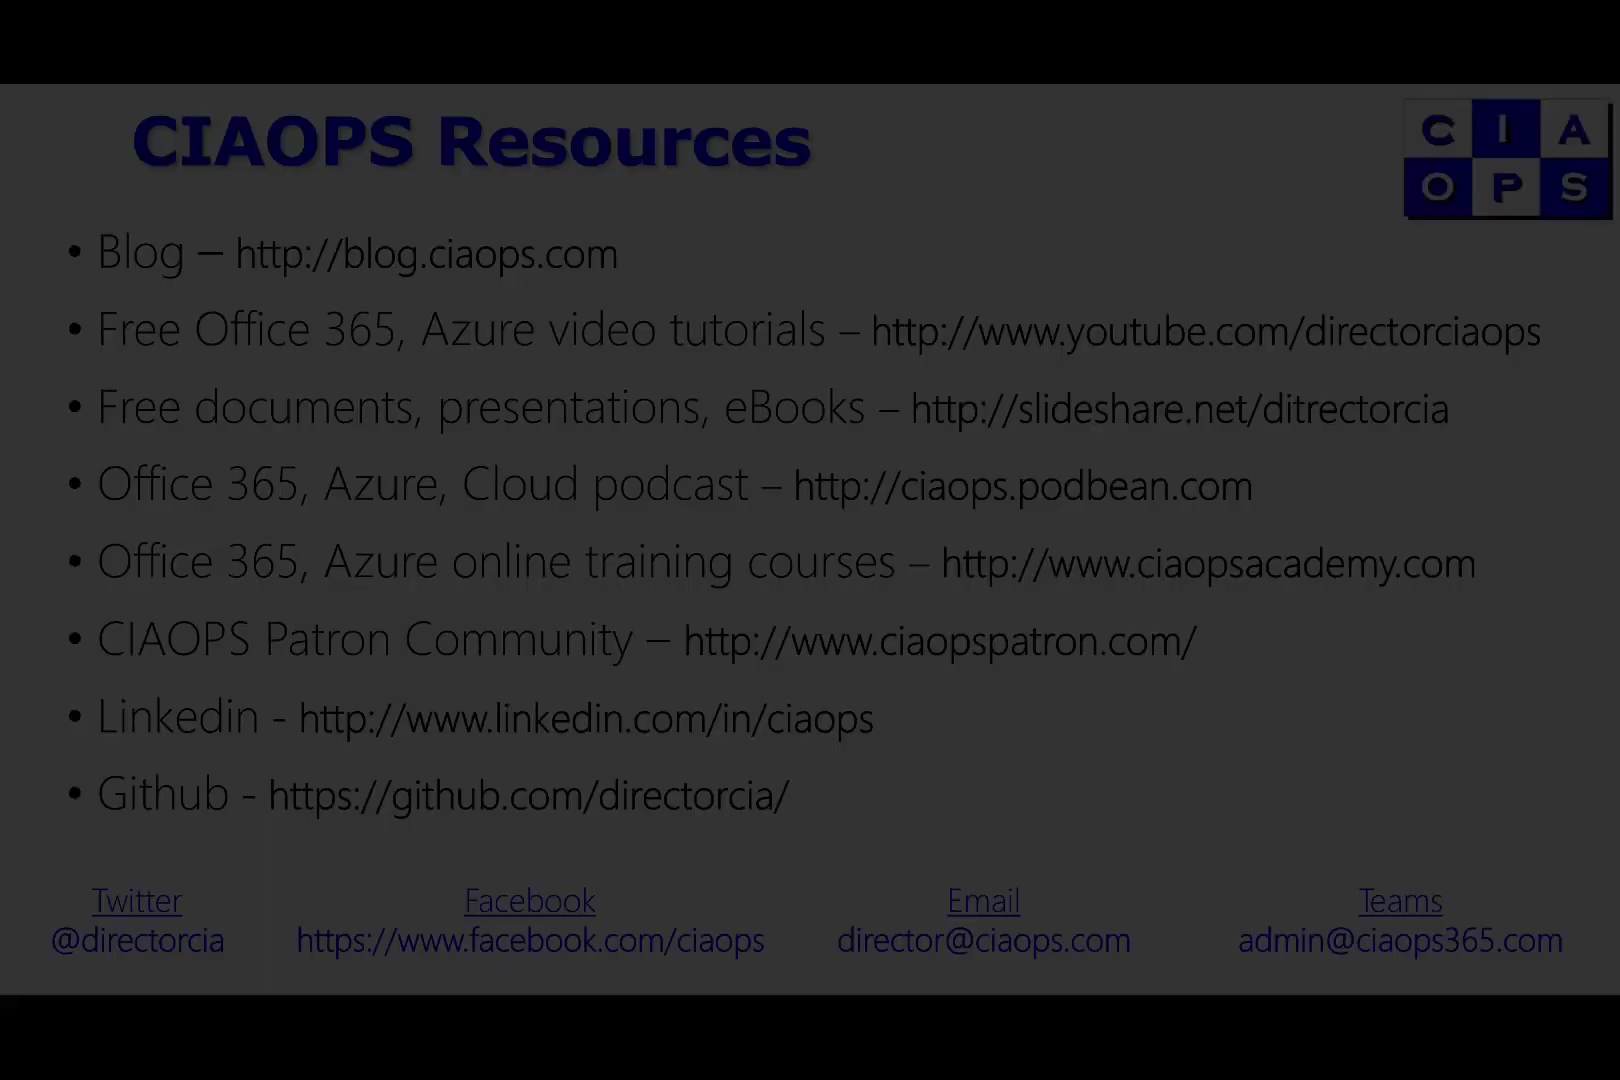 CIAOPS Resources
C I A
O P S
• Blog – http://blog.ciaops.com
• Free Office 365, Azure video tutorials – http://www.youtube.com/directorciaops
• Free documents, presentations, eBooks – http://slideshare.net/ditrectorcia
• Office 365, Azure, Cloud podcast – http://ciaops.podbean.com
• Office 365, Azure online training courses – http://www.ciaopsacademy.com
• CIAOPS Patron Community – http://www.ciaopspatron.com/
• Linkedin - http://www.linkedin.com/in/ciaops
• Github - https://github.com/directorcia/
Twitter Facebook Email Teams
@directorcia https://www.facebook.com/ciaops director@ciaops.com admin@ciaops365.com